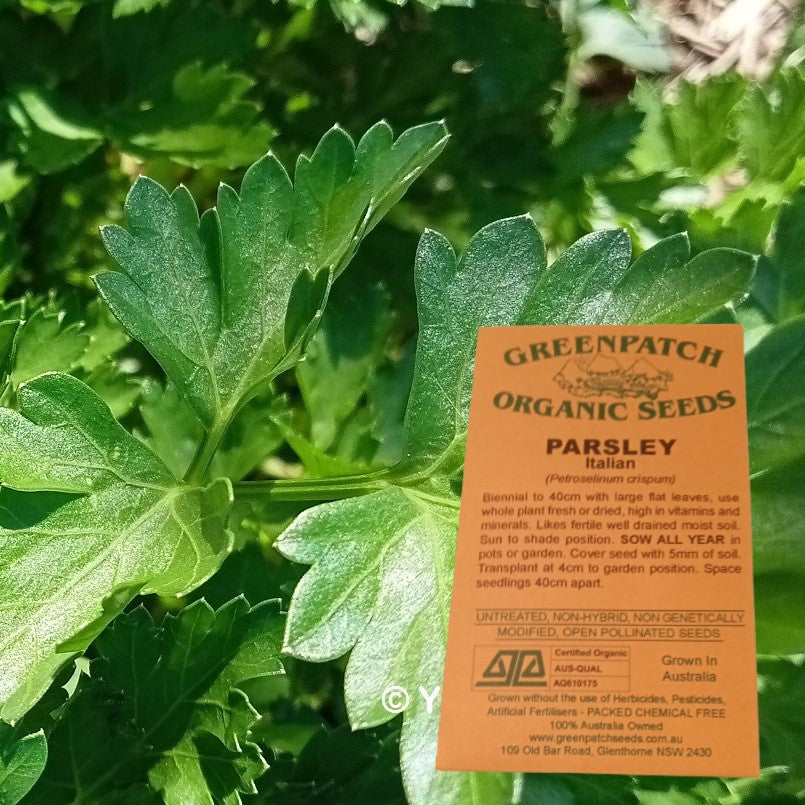 GREENPATCH
ORGANIC SEEDS
PARSLEY
Italian
(Petroselinum crispum)
Biennial to 40cm with large flat leaves, use
whole plant fresh or dried, high in vitamins and
minerals. Likes fertile well drained moist soil.
Sun to shade position. SOW ALL YEAR in
pots or garden. Cover seed with 5mm of soil.
Transplant at 4cm to garden position. Space
seedlings 40cm apart.
UNTREATED, NON-HYBRID, NON GENETICALLY
MODIFIED, OPEN POLLINATED SEEDS
Certified Organic
AUS-QUAL
AO610175
Grown In
Australia
Grown without the use of Herbicides, Pesticides,
Artificial Fertilisers - PACKED CHEMICAL FREE
100% Australia Owned
www.greenpatchseeds.com.au
109 Old Bar Road, Glenthorne NSW 2430
© Y